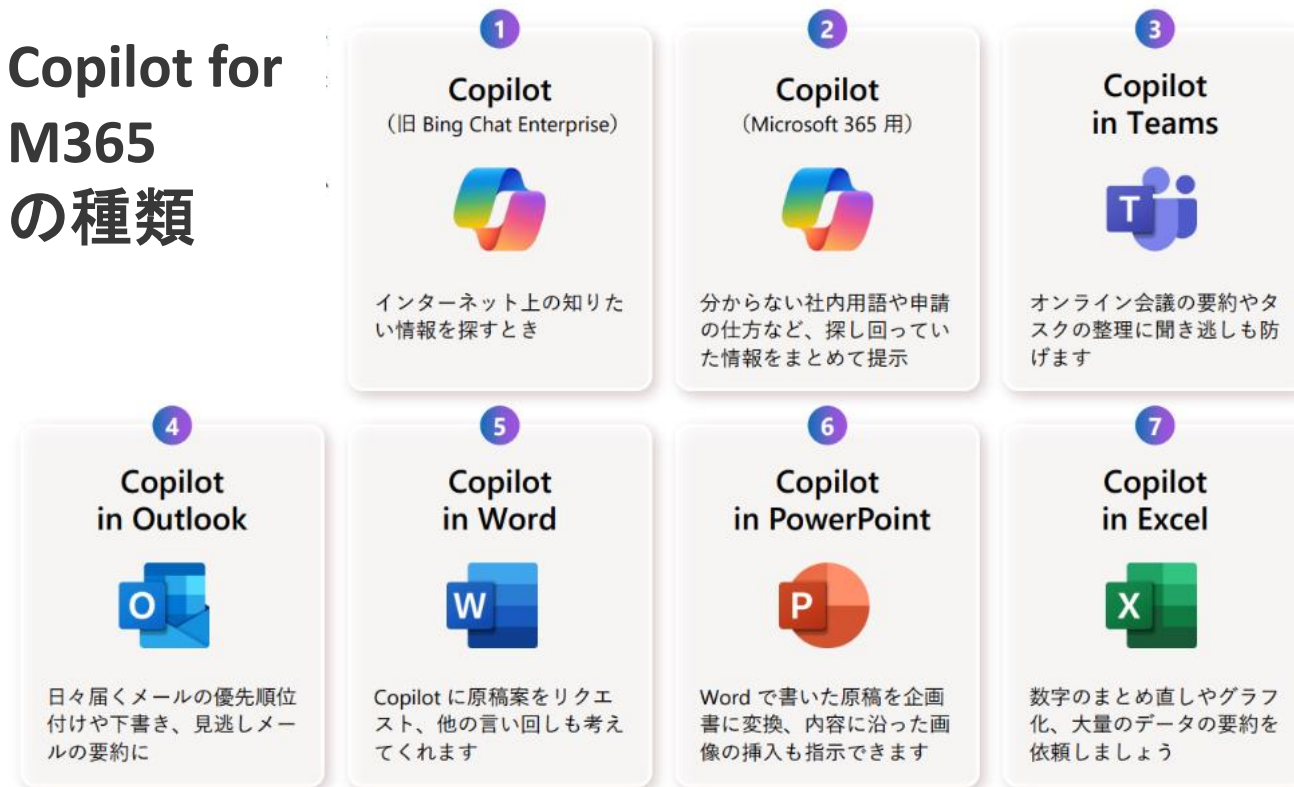 Copilot for
M365
の種類
1
Copilot
（旧 Bing Chat Enterprise）
インターネット上の知りた
い情報を探すとき
2
Copilot
（Microsoft 365 用）
分からない社内用語や申請
の仕方など、探し回ってい
た情報をまとめて提示
3
Copilot
in Teams
T
オンライン会議の要約やタ
スクの整理に聞き逃しも防
げます
4
Copilot
in Outlook
O
日々届くメールの優先順位
付けや下書き、見逃しメー
ルの要約に
5
Copilot
in Word
W
Copilot に原稿案をリクエ
スト、他の言い回しも考え
てくれます
6
Copilot
in PowerPoint
P
Word で書いた原稿を企画
書に変換、内容に沿った画
像の挿入も指示できます
7
Copilot
in Excel
X
数字のまとめ直しやグラフ
化、大量のデータの要約を
依頼しましょう